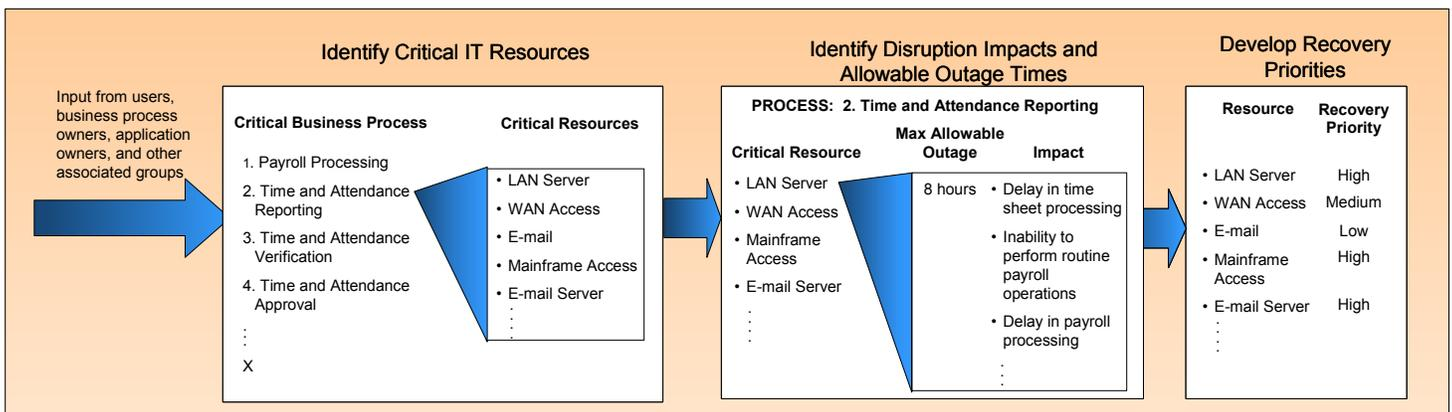 Identify Critical IT Resources
Identify Disruption Impacts and
Allowable Outage Times
Develop Recovery
Priorities
Input from users,
business process
owners, application
owners, and other
associated groups
Critical Business Process
1. Payroll Processing
2. Time and Attendance
Reporting
3. Time and Attendance
Verification
4. Time and Attendance
Approval
X
Critical Resources
• LAN Server
• WAN Access
• E-mail
• Mainframe Access
• E-mail Server
PROCESS: 2. Time and Attendance Reporting
Critical Resource
• LAN Server
• WAN Access
• Mainframe
Access
• E-mail Server
Max Allowable
Outage
8 hours
Impact
• Delay in time
sheet processing
• Inability to
perform routine
payroll
operations
• Delay in payroll
processing
Resource
Recovery
Priority
• LAN Server High
• WAN Access Medium
• E-mail Low
• Mainframe High
Access
• E-mail Server High